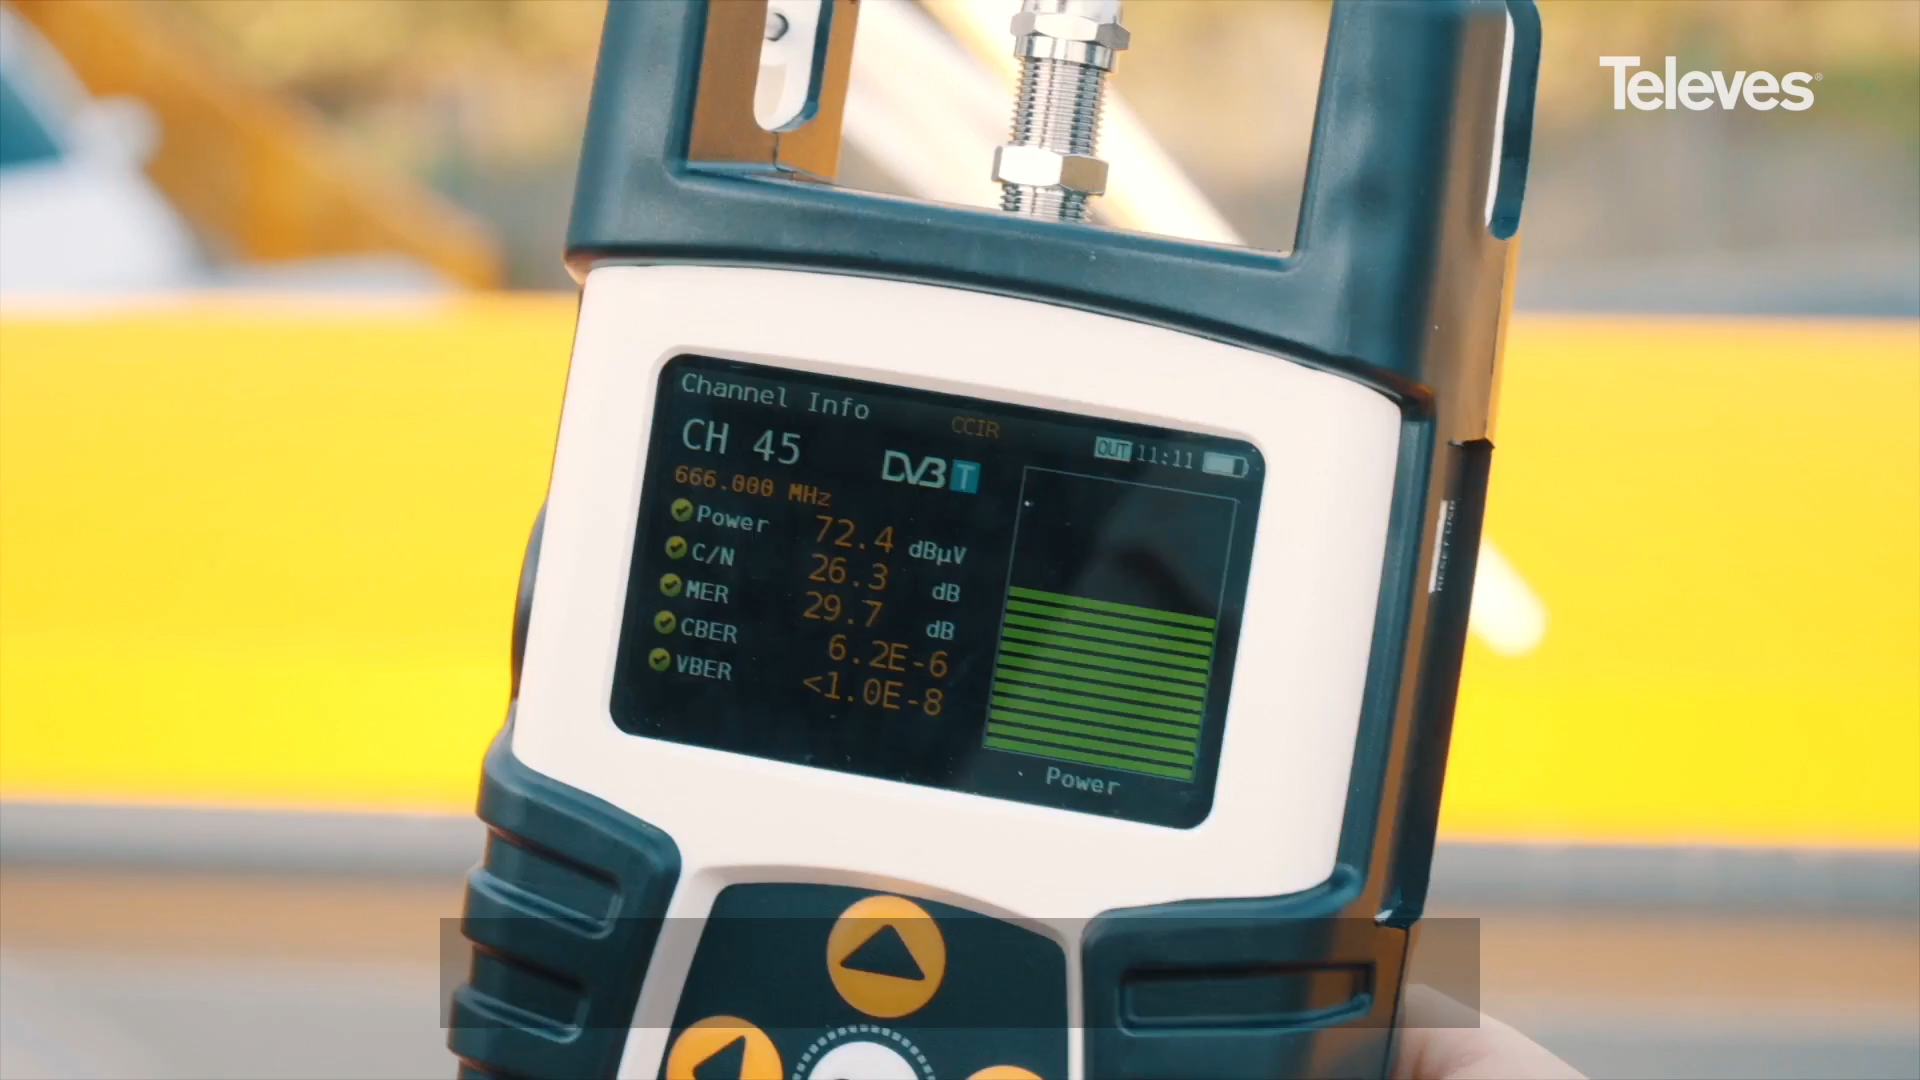 Televes
Channel Info
CCIR
OUT 11:11
CH 45
DVB T
666.000 MHz
Power 72.4 dBµV
C/N 26.3 dB
MER 29.7 dB
CBER 6.2E-6
VBER <1.0E-8
Power